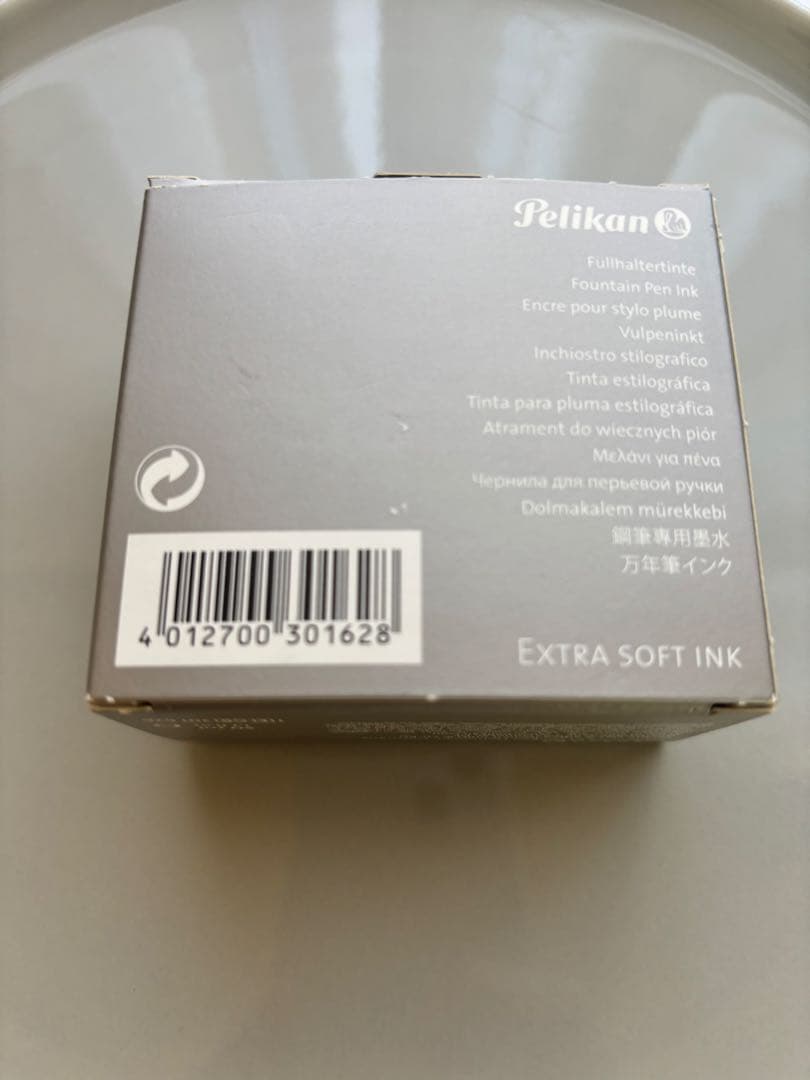 Pelikan
Füllhaltertinte
Fountain Pen Ink
Encre pour stylo plume
Vulpeninkt
Inchiostro stilografico
Tinta estilográfica
Tinta para pluma estilográfica
Atrament do wiecznych piór
Μελάνι για πένα
Чернила для перьевой ручки
Dolmakalem mürekkebi
鋼筆專用墨水
万年筆インク
4 012700 301628
EXTRA SOFT INK